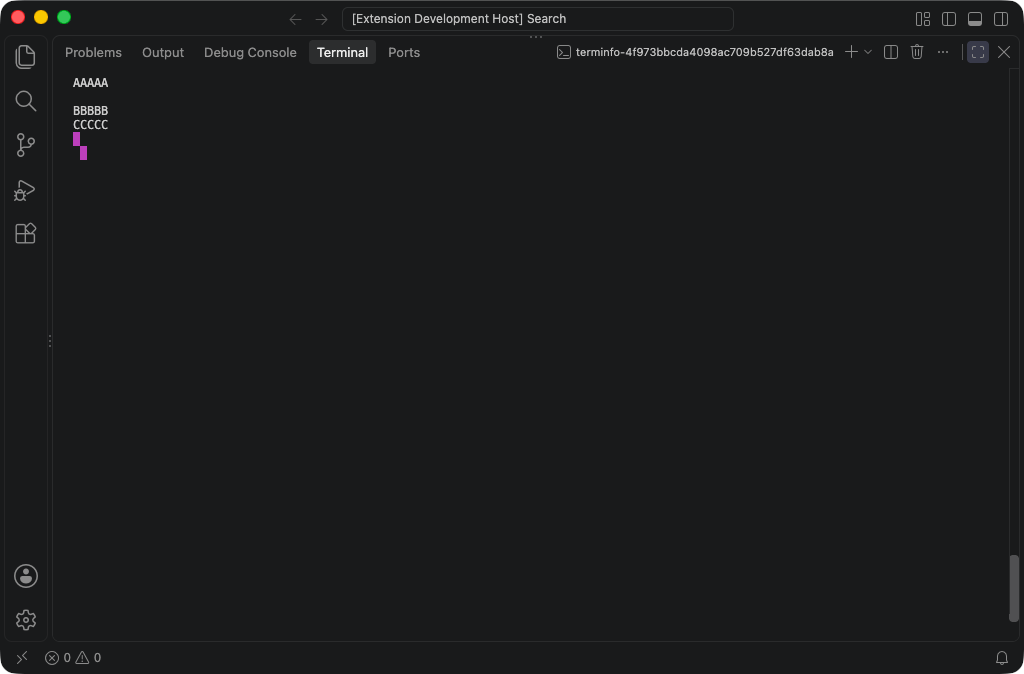 [Extension Development Host] Search
Problems Output Debug Console Terminal Ports terminfo-4f973bbcda4098ac709b527df63dab8a
AAAAA
BBBBB
CCCCC
0 0